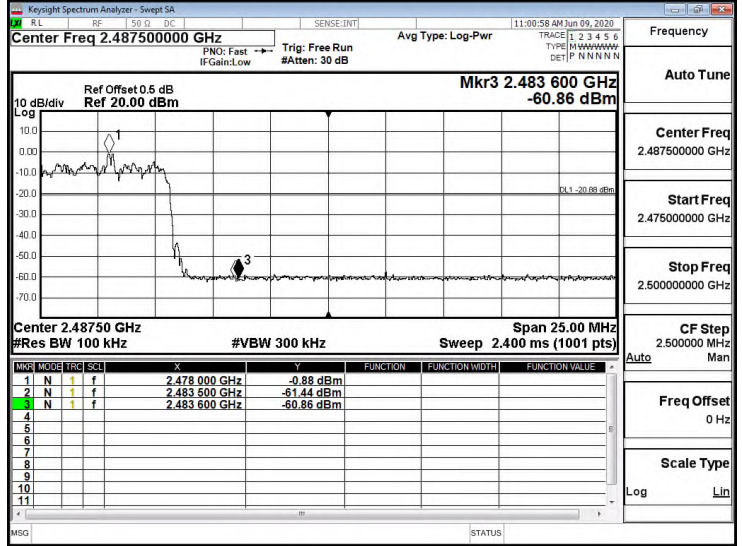 Keysight Spectrum Analyzer - Swept SA
LXI RL RF 50 Ω DC SENSE:INT 11:00:58 AM Jun 09, 2020
Center Freq 2.487500000 GHz
PNO: Fast
IFGain:Low
Trig: Free Run
#Atten: 30 dB
Avg Type: Log-Pwr
TRACE 1 2 3 4 5 6
TYPE M W W W W W
DET P N N N N N
Ref Offset 0.5 dB
Ref 20.00 dBm
10 dB/div
Log
Mkr3 2.483 600 GHz
-60.86 dBm
10.0
0.00
-10.0
-20.0
-30.0
-40.0
-50.0
-60.0
-70.0
1
3
DL1 -20.88 dBm
Center 2.48750 GHz
#Res BW 100 kHz
#VBW 300 kHz
Span 25.00 MHz
Sweep 2.400 ms (1001 pts)
MKR MODE TRC SCL X Y FUNCTION FUNCTION WIDTH FUNCTION VALUE
1 N 1 f 2.478 000 GHz -0.88 dBm
2 N 1 f 2.483 500 GHz -61.44 dBm
3 N 1 f 2.483 600 GHz -60.86 dBm
4
5
6
7
8
9
10
11
MSG
STATUS
Frequency
Auto Tune
Center Freq
2.487500000 GHz
Start Freq
2.475000000 GHz
Stop Freq
2.500000000 GHz
CF Step
2.500000 MHz
Auto Man
Freq Offset
0 Hz
Scale Type
Log Lin